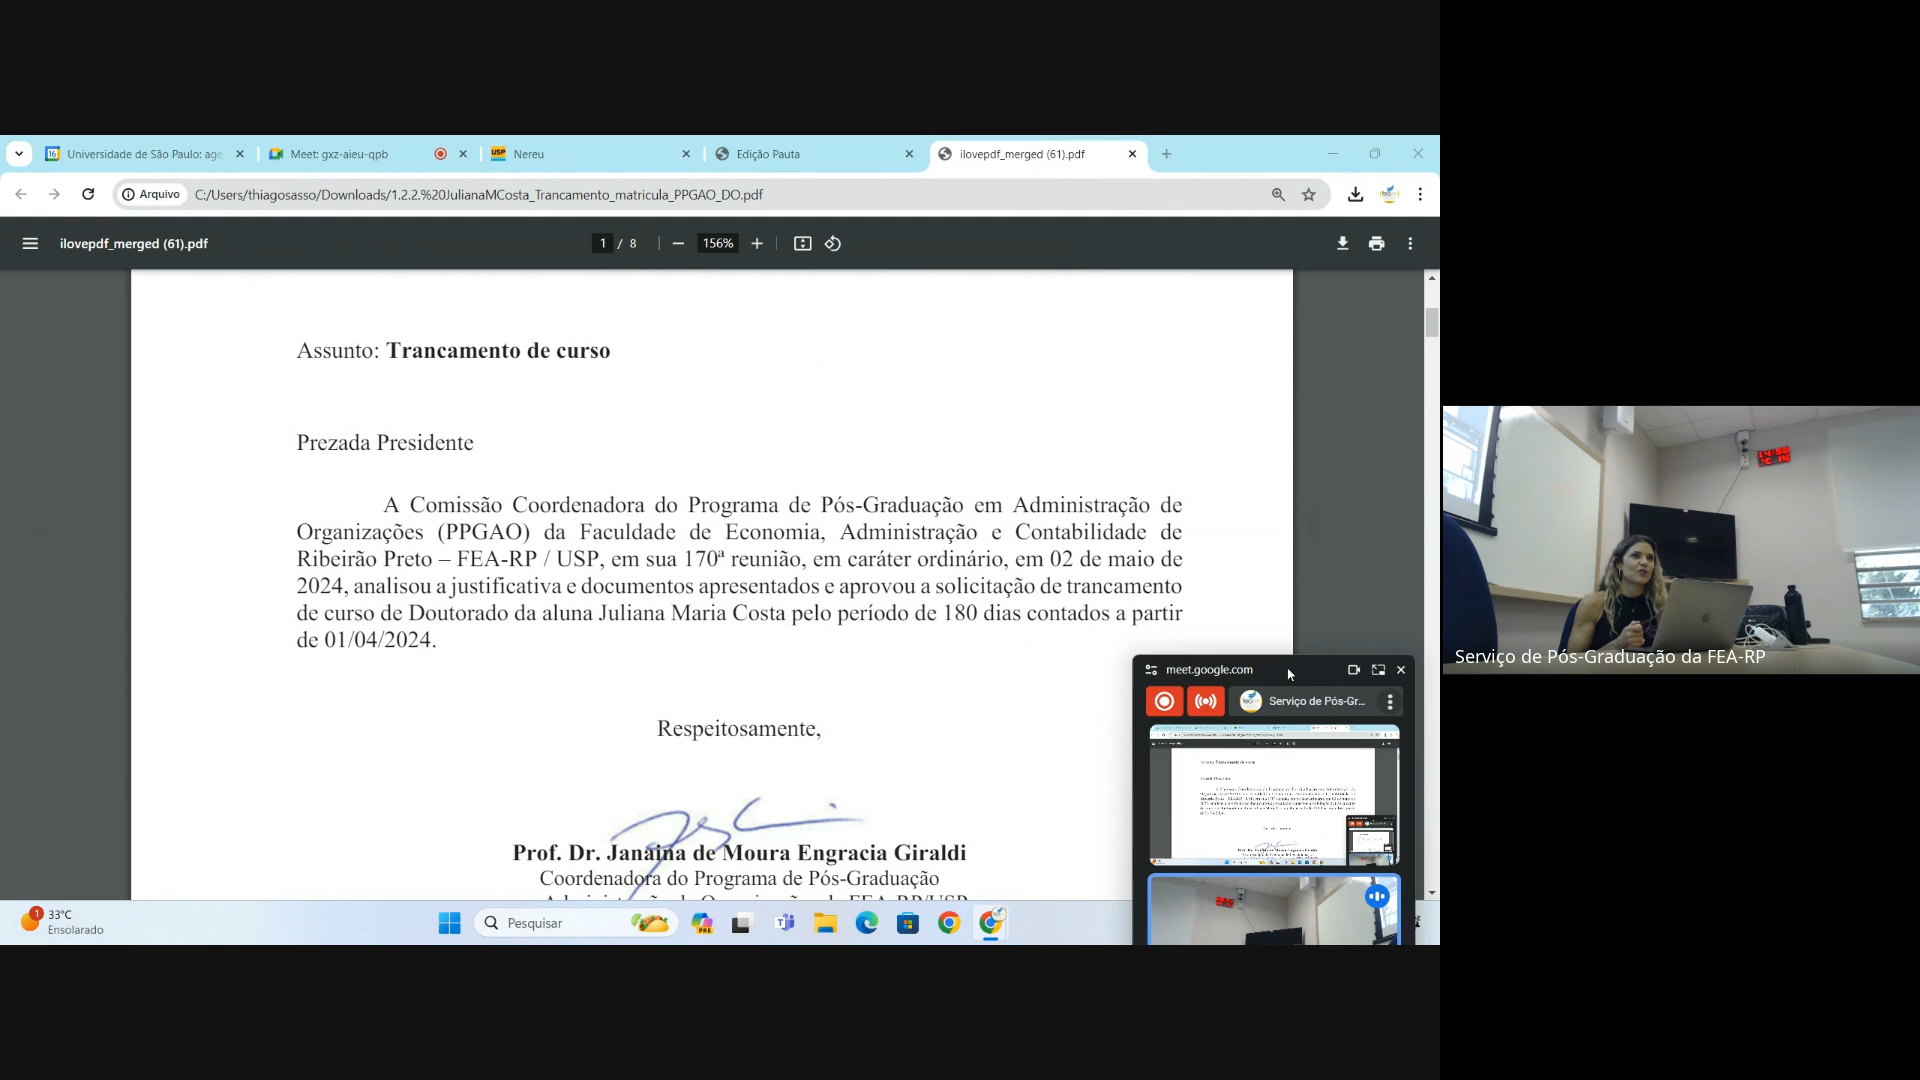 16 Universidade de São Paulo: age
Meet: gxz-aieu-qpb
USP Nereu
Edição Pauta
ilovepdf_merged (61).pdf
Arquivo C:/Users/thiagosasso/Downloads/1.2.2.%20JulianaMCosta_Trancamento_matricula_PPGAO_DO.pdf
ilovepdf_merged (61).pdf
1 / 8
156%
Assunto: Trancamento de curso
Prezada Presidente
A Comissão Coordenadora do Programa de Pós-Graduação em Administração de
Organizações (PPGAO) da Faculdade de Economia, Administração e Contabilidade de
Ribeirão Preto – FEA-RP / USP, em sua 170ª reunião, em caráter ordinário, em 02 de maio de
2024, analisou a justificativa e documentos apresentados e aprovou a solicitação de trancamento
de curso de Doutorado da aluna Juliana Maria Costa pelo período de 180 dias contados a partir
de 01/04/2024.
Respeitosamente,
Prof. Dr. Janaina de Moura Engracia Giraldi
Coordenadora do Programa de Pós-Graduação
meet.google.com
Serviço de Pós-Gr...
Serviço de Pós-Graduação da FEA-RP
1
33°C
Ensolarado
Pesquisar
PRE